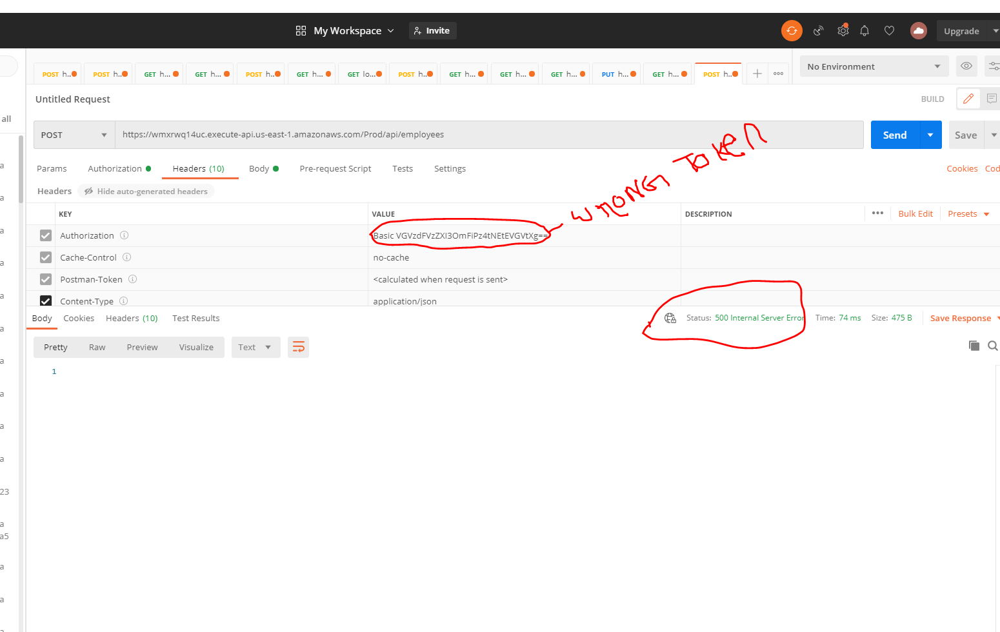 My Workspace
Invite
Upgrade
POST h...
POST h...
GET h...
GET h...
POST h...
GET h...
GET lo...
POST h...
GET h...
GET h...
GET h...
PUT h...
GET h...
POST h...
No Environment
Untitled Request
BUILD
all
POST
https://wmxrwq14uc.execute-api.us-east-1.amazonaws.com/Prod/api/employees
Send
Save
Params
Authorization
Headers (10)
Body
Pre-request Script
Tests
Settings
Cookies
Cod
WRONG TOKEN
Headers
Hide auto-generated headers
KEY
VALUE
DESCRIPTION
Bulk Edit
Presets
Authorization
Basic VGVzdFVzZXI3OmFiPz4tNEtEVGVtXg==
Cache-Control
no-cache
Postman-Token
<calculated when request is sent>
Content-Type
application/json
Body
Cookies
Headers (10)
Test Results
Status: 500 Internal Server Error
Time: 74 ms
Size: 475 B
Save Response
Pretty
Raw
Preview
Visualize
Text
1
a
a
a
a
a
a
a
a
a
a
23
a
a5
a
a